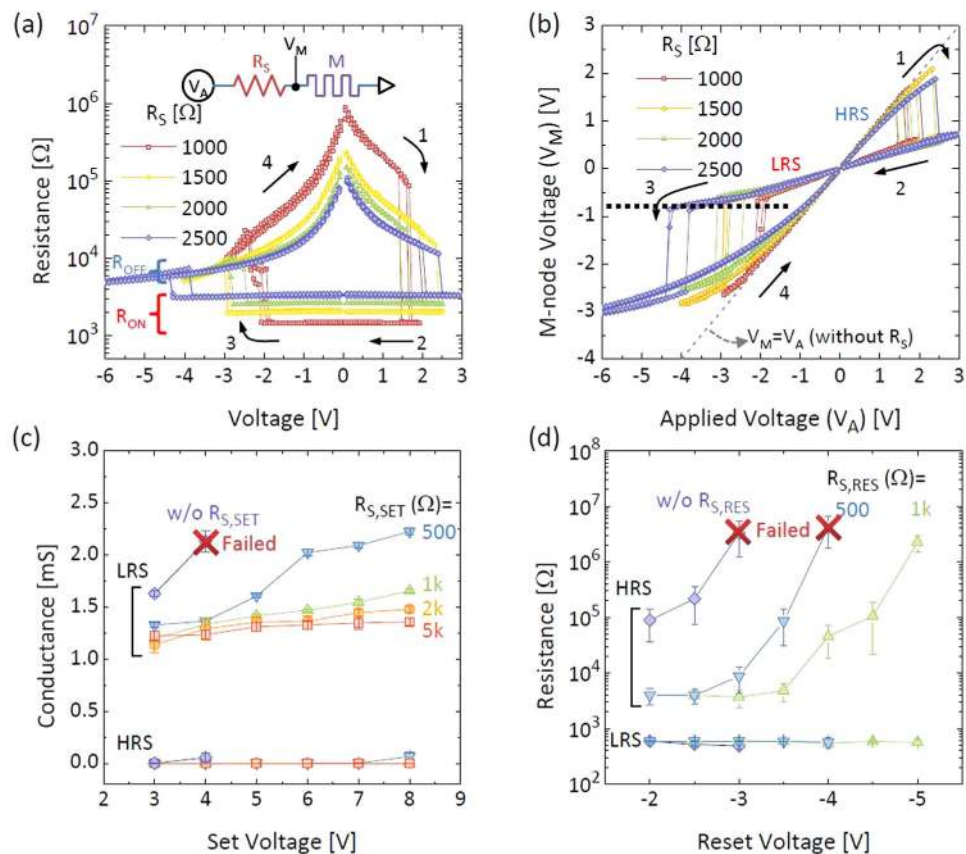 (a)
V_A
R_S
V_M
M
R_S [Ω]
1000
1500
2000
2500
1
4
R_OFF
R_ON
3
2
Resistance [Ω]
10^7
10^6
10^5
10^4
10^3
-6 -5 -4 -3 -2 -1 0 1 2 3
Voltage [V]
(b)
R_S [Ω]
1000
1500
2000
2500
1
HRS
LRS
3
2
4
V_M=V_A (without R_S)
M-node Voltage (V_M) [V]
3
2
1
0
-1
-2
-3
-4
-6 -5 -4 -3 -2 -1 0 1 2 3
Applied Voltage (V_A) [V]
(c)
w/o R_S,SET
Failed
R_S,SET (Ω)=
500
1k
2k
5k
LRS
HRS
Conductance [mS]
3.0
2.5
2.0
1.5
1.0
0.5
0.0
2 3 4 5 6 7 8 9
Set Voltage [V]
(d)
R_S,RES (Ω)=
w/o R_S,RES
500
1k
Failed
HRS
LRS
Resistance [Ω]
10^8
10^7
10^6
10^5
10^4
10^3
10^2
-2 -3 -4 -5
Reset Voltage [V]